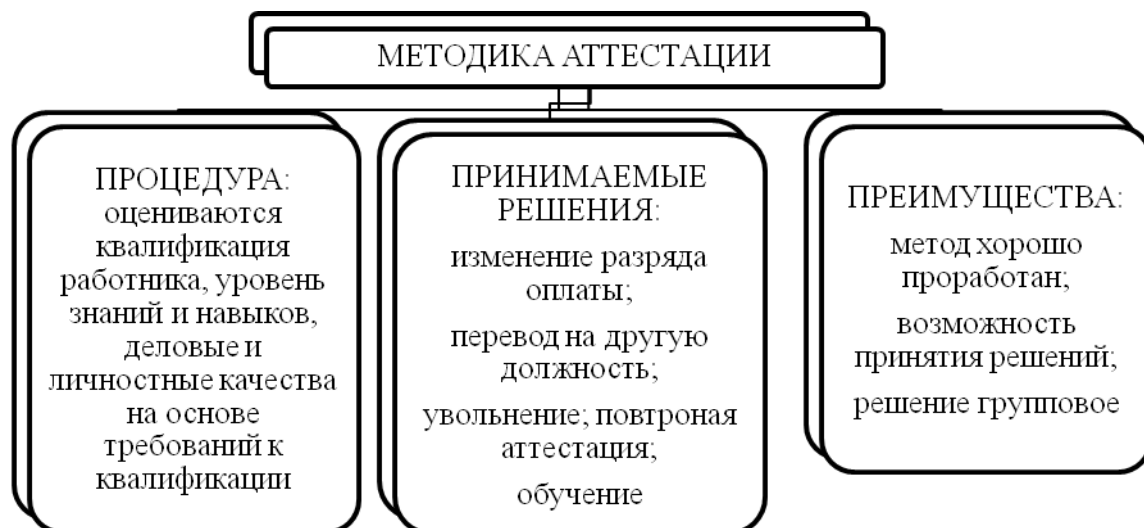 МЕТОДИКА АТТЕСТАЦИИ
ПРОЦЕДУРА:
оцениваются
квалификация
работника, уровень
знаний и навыков,
деловые и
личностные качества
на основе
требований к
квалификации
ПРИНИМАЕМЫЕ
РЕШЕНИЯ:
изменение разряда
оплаты;
перевод на другую
должность;
увольнение; повтроная
аттестация;
обучение
ПРЕИМУЩЕСТВА:
метод хорошо
проработан;
возможность
принятия решений;
решение групповое